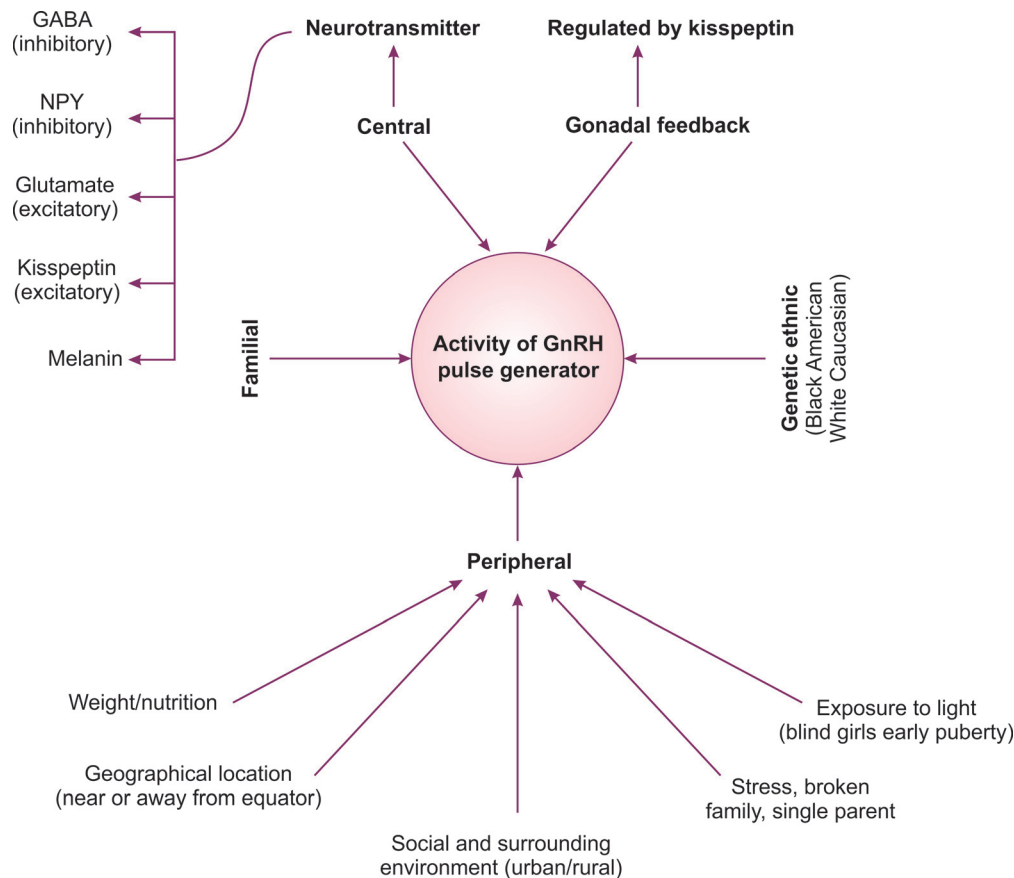 GABA
(inhibitory)
NPY
(inhibitory)
Glutamate
(excitatory)
Kisspeptin
(excitatory)
Melanin
Neurotransmitter
Regulated by kisspeptin
Central
Gonadal feedback
Familial
Activity of GnRH
pulse generator
Genetic ethnic
(Black American
White Caucasian)
Peripheral
Weight/nutrition
Geographical location
(near or away from equator)
Social and surrounding
environment (urban/rural)
Stress, broken
family, single parent
Exposure to light
(blind girls early puberty)